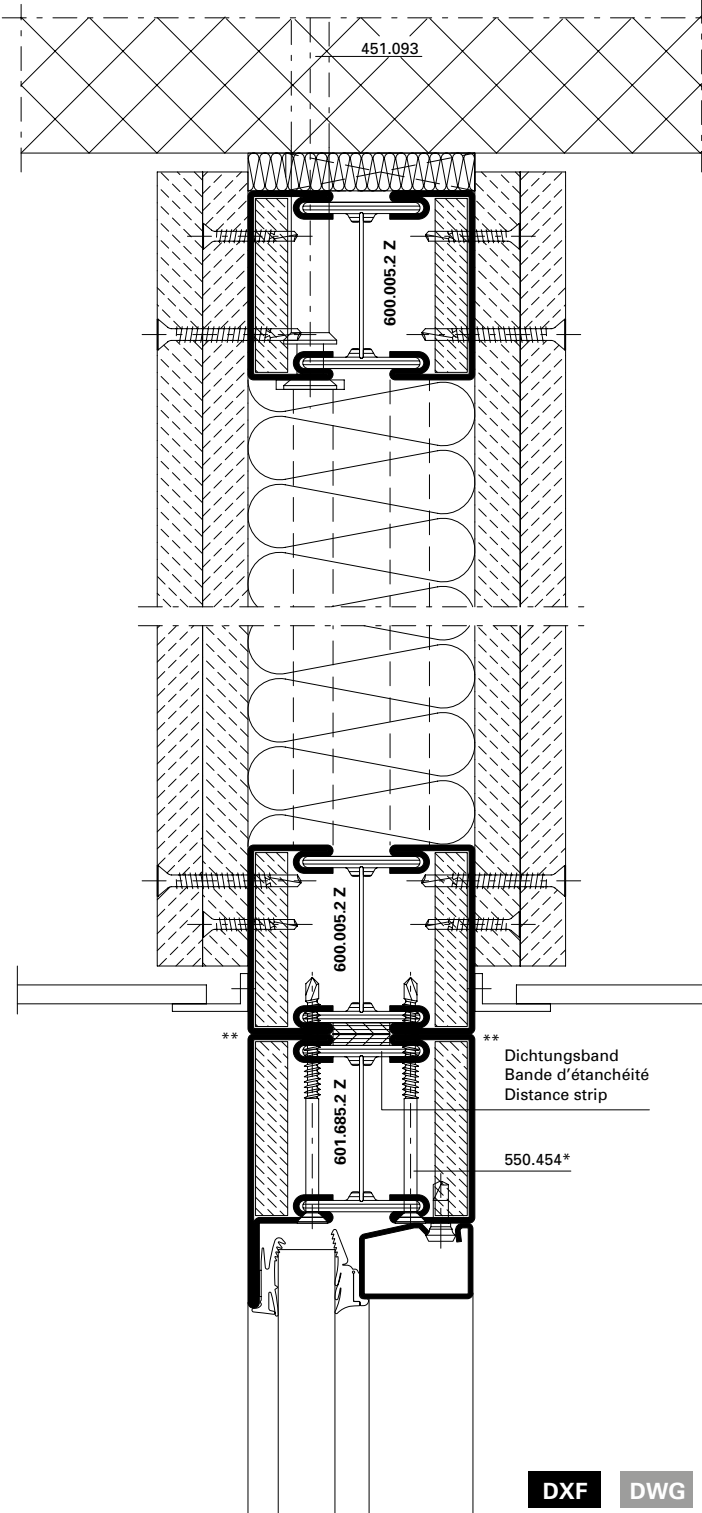 451.093
600.005.2 Z
600.005.2 Z
**
**
Dichtungsband
Bande d'étanchéité
Distance strip
601.685.2 Z
550.454*
DXF
DWG